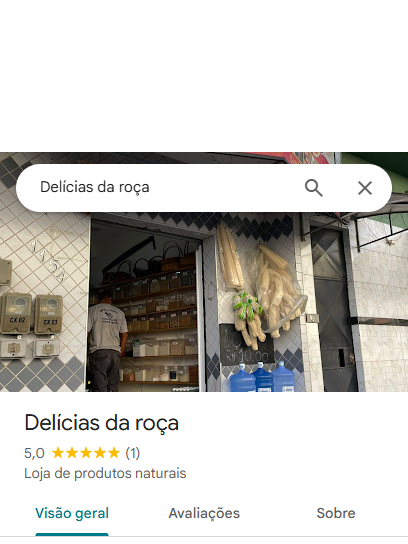 Delícias da roça
1154
CX 02
CX 03
Delícias da roça
5,0 ★★★★★ (1)
Loja de produtos naturais
Visão geral
Avaliações
Sobre